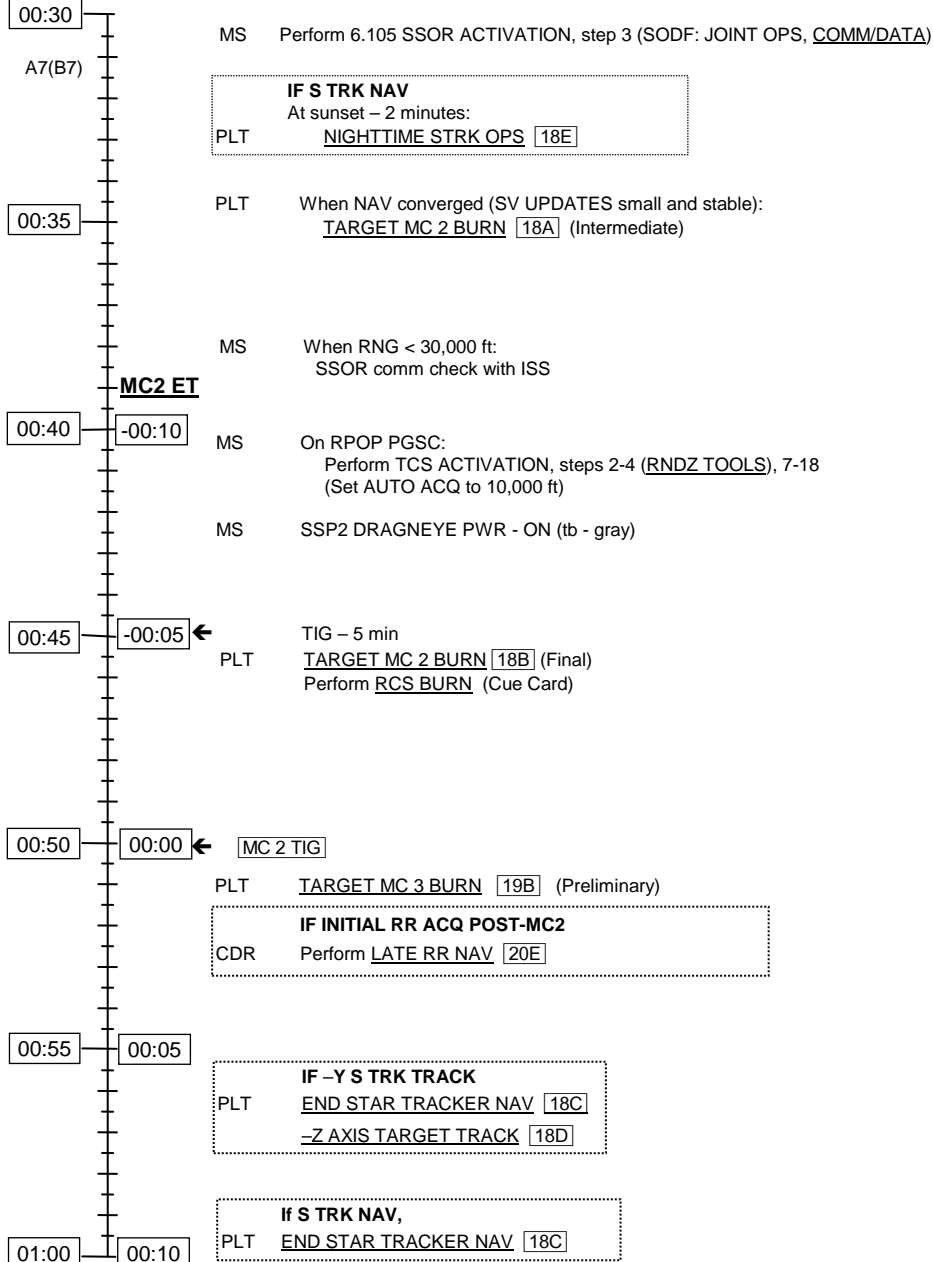 00:30
MS Perform 6.105 SSOR ACTIVATION, step 3 (SODF: JOINT OPS, COMM/DATA)
A7(B7)
IF S TRK NAV
At sunset – 2 minutes:
PLT NIGHTTIME STRK OPS 18E
PLT When NAV converged (SV UPDATES small and stable):
00:35 TARGET MC 2 BURN 18A (Intermediate)
MS When RNG < 30,000 ft:
SSOR comm check with ISS
MC2 ET
00:40 -00:10
MS On RPOP PGSC:
Perform TCS ACTIVATION, steps 2-4 (RNDZ TOOLS), 7-18
(Set AUTO ACQ to 10,000 ft)
MS SSP2 DRAGNEYE PWR - ON (tb - gray)
00:45 -00:05 ← TIG – 5 min
PLT TARGET MC 2 BURN 18B (Final)
Perform RCS BURN (Cue Card)
00:50 00:00 ← MC 2 TIG
PLT TARGET MC 3 BURN 19B (Preliminary)
IF INITIAL RR ACQ POST-MC2
CDR Perform LATE RR NAV 20E
00:55 00:05
IF –Y S TRK TRACK
PLT END STAR TRACKER NAV 18C
–Z AXIS TARGET TRACK 18D
If S TRK NAV,
PLT END STAR TRACKER NAV 18C
01:00 00:10